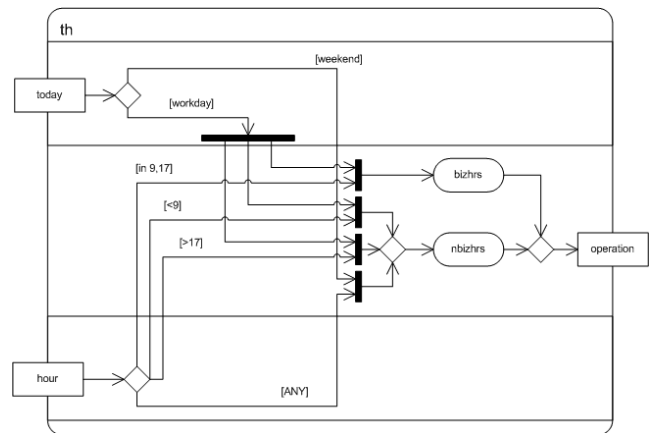 th
[weekend]
today
[workday]
[in 9,17]
bizhrs
[<9]
[>17]
nbizhrs
operation
hour
[ANY]